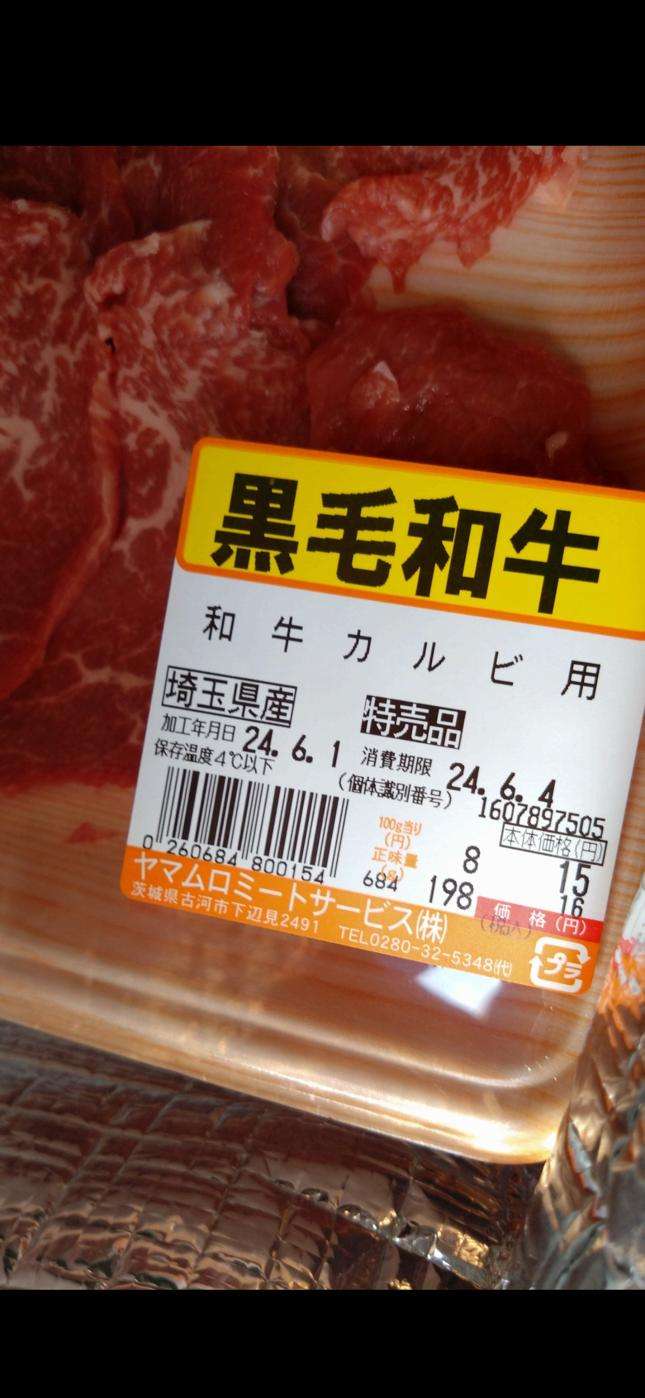 黒毛和牛
和牛カルビ用
埼玉県産 特売品
加工年月日 24.6.1 消費期限 24.6.4
保存温度4℃以下 (個体識別番号) 1607897505
100g当り(円) 8 本体価格(円) 15
正味量(g) 198 16
0 260684 800154 684 価格(円)
(税込)
ヤマムロミートサービス(株)
茨城県古河市下辺見2491 TEL0280-32-5348(代)
プラ